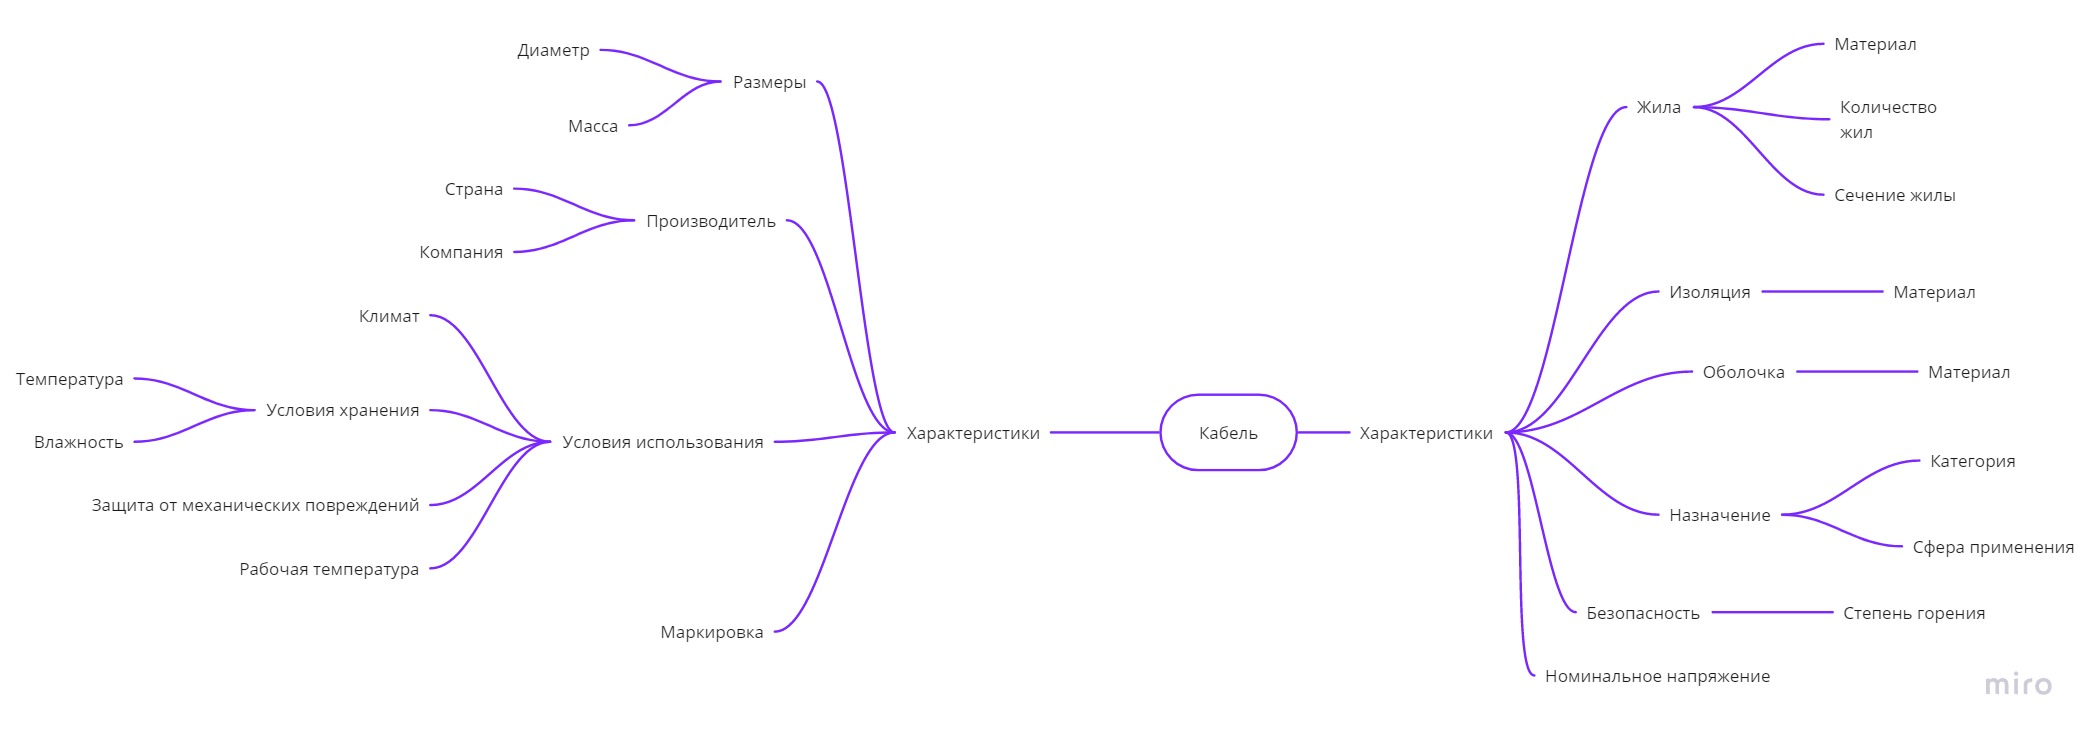 Диаметр
Размеры
Масса
Страна
Производитель
Компания
Климат
Температура
Условия хранения
Влажность
Условия использования
Защита от механических повреждений
Рабочая температура
Маркировка
Характеристики
Кабель
Характеристики
Жила
Материал
Количество
жил
Сечение жилы
Изоляция
Материал
Оболочка
Материал
Назначение
Категория
Сфера применения
Безопасность
Степень горения
Номинальное напряжение
miro